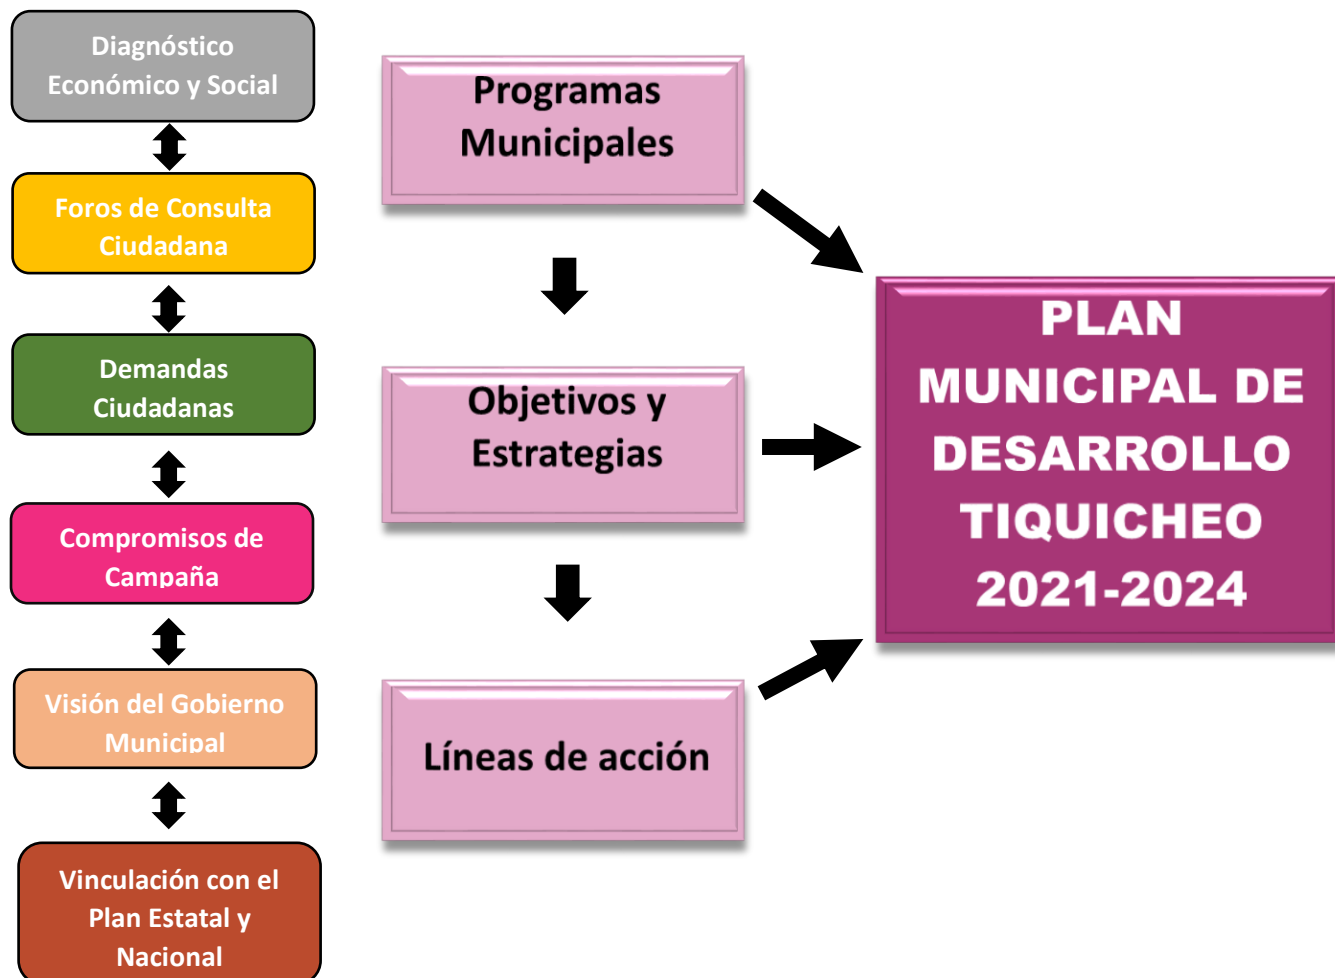 Diagnóstico
Económico y Social
Foros de Consulta
Ciudadana
Demandas
Ciudadanas
Compromisos de
Campaña
Visión del Gobierno
Municipal
Vinculación con el
Plan Estatal y
Nacional
Programas
Municipales
Objetivos y
Estrategias
Líneas de acción
PLAN
MUNICIPAL DE
DESARROLLO
TIQUICHEO
2021-2024